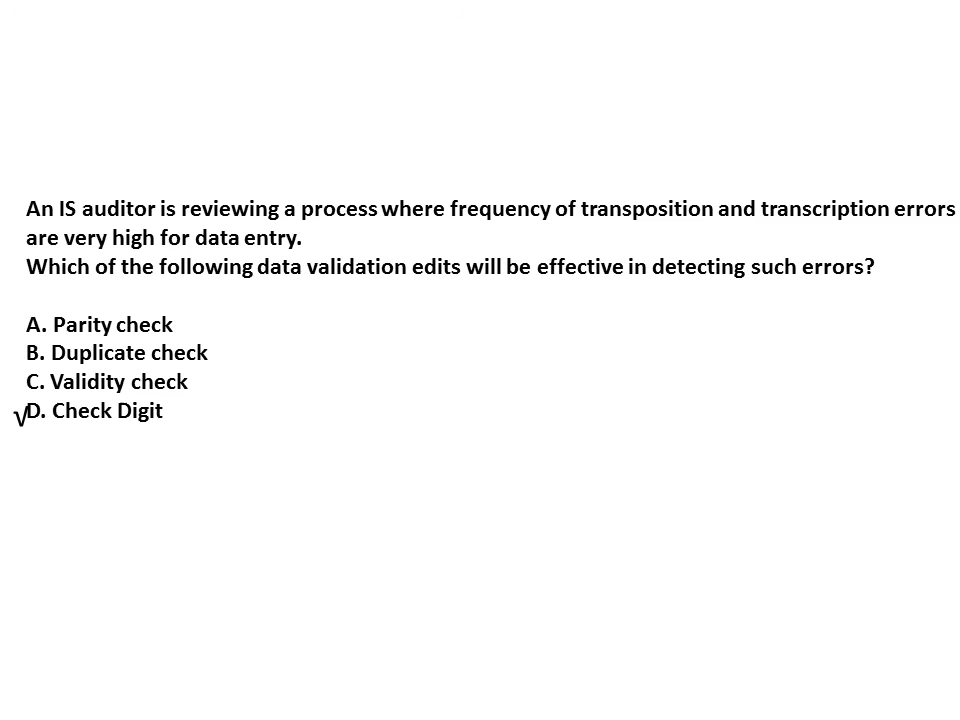 An IS auditor is reviewing a process where frequency of transposition and transcription errors
are very high for data entry.
Which of the following data validation edits will be effective in detecting such errors?
A. Parity check
B. Duplicate check
C. Validity check
√D. Check Digit